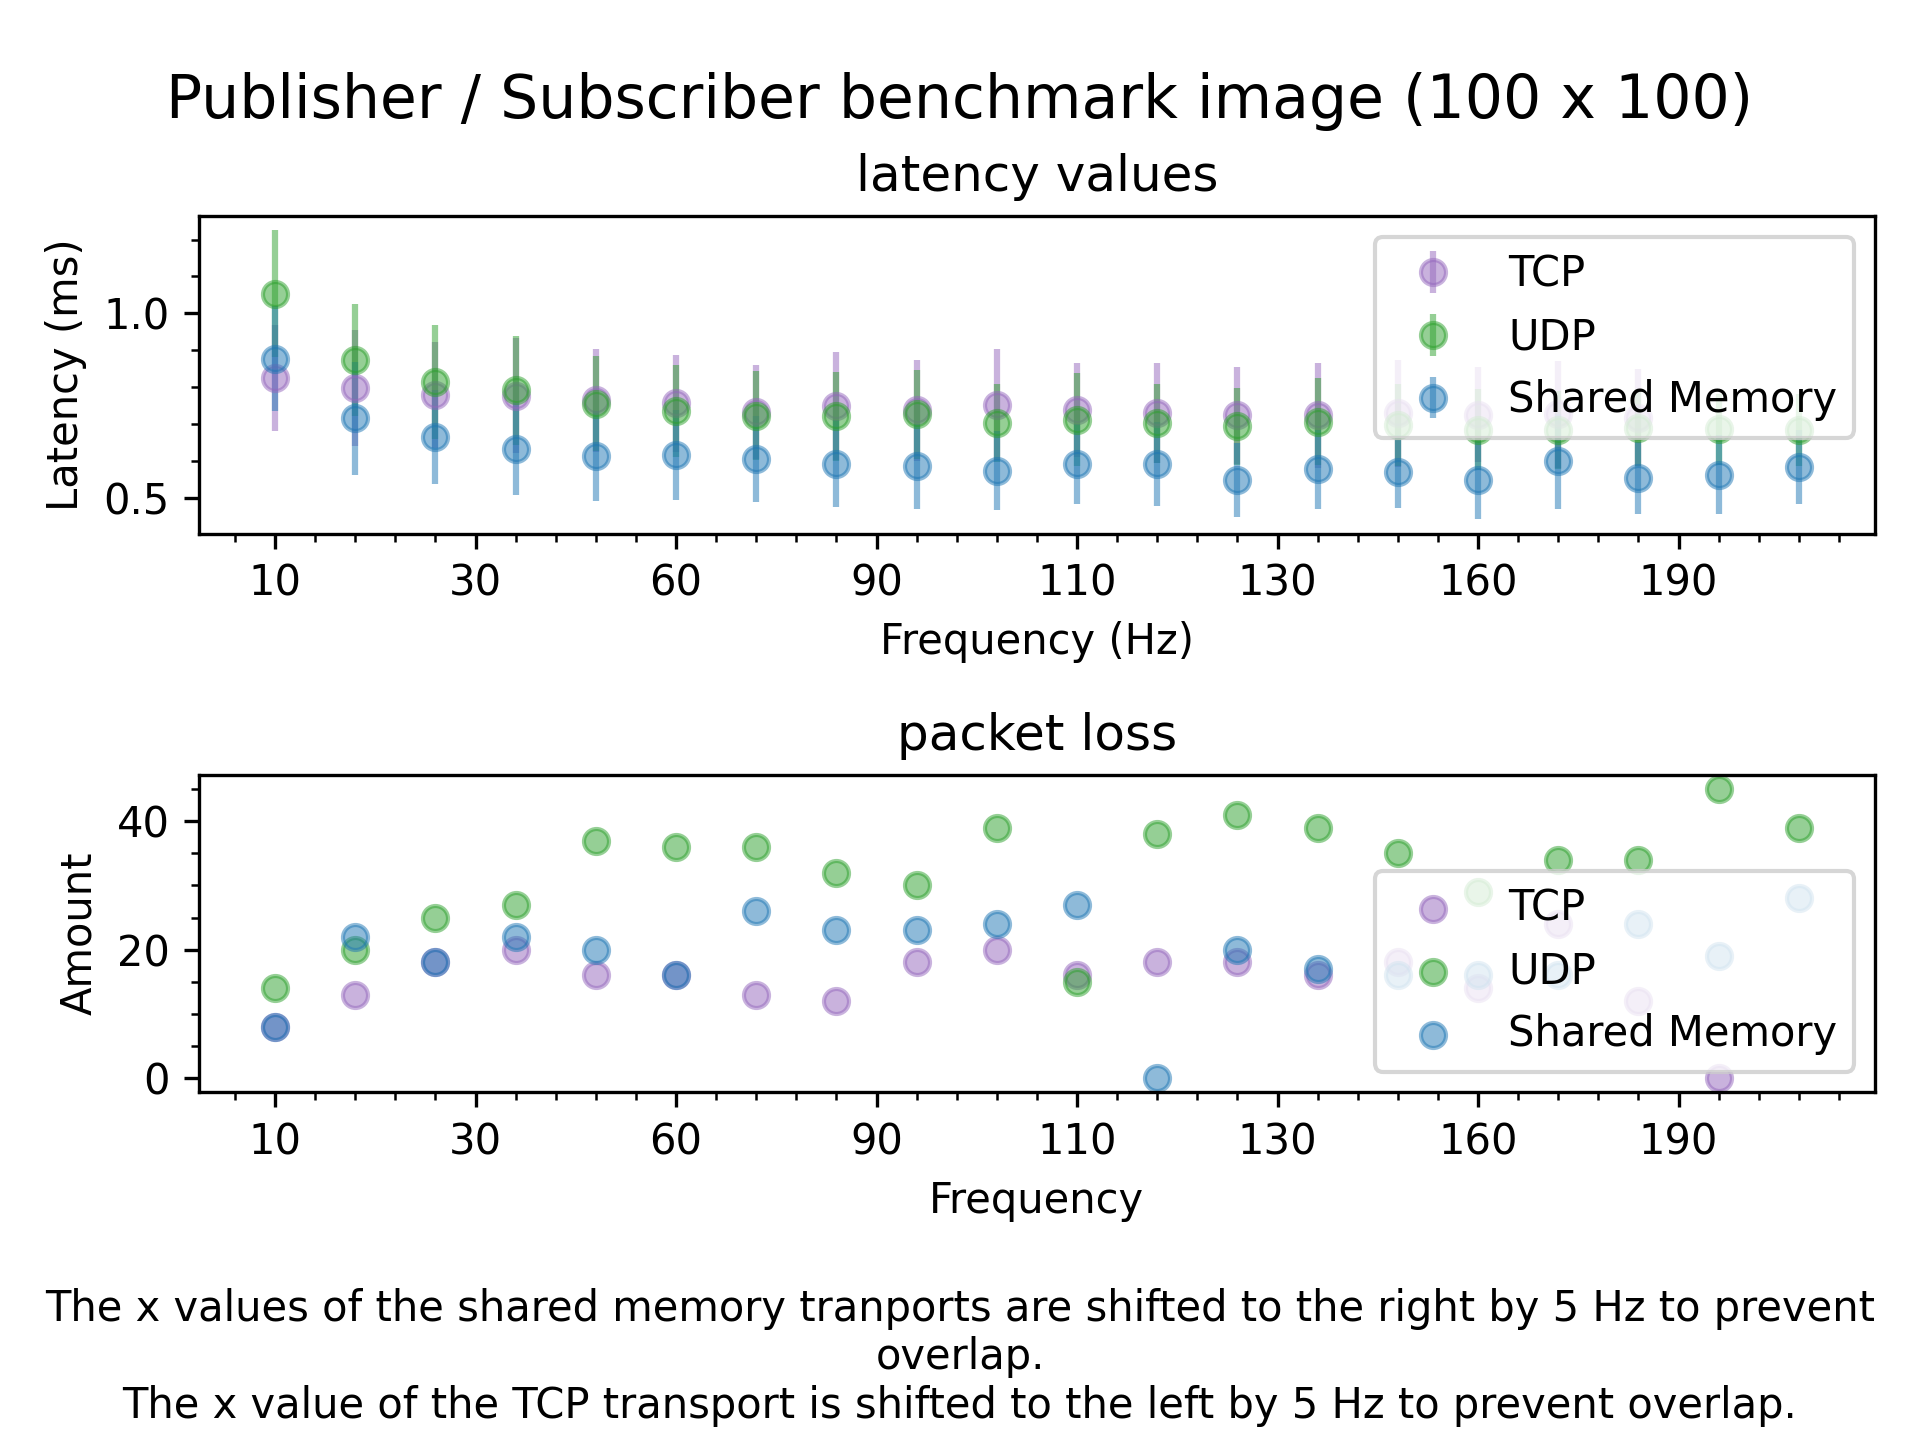 Publisher / Subscriber benchmark image (100 x 100)
latency values
Latency (ms)
1.0
0.5
TCP
UDP
Shared Memory
10 30 60 90 110 130 160 190
Frequency (Hz)
packet loss
Amount
40
20
0
TCP
UDP
Shared Memory
10 30 60 90 110 130 160 190
Frequency
The x values of the shared memory tranports are shifted to the right by 5 Hz to prevent
overlap.
The x value of the TCP transport is shifted to the left by 5 Hz to prevent overlap.